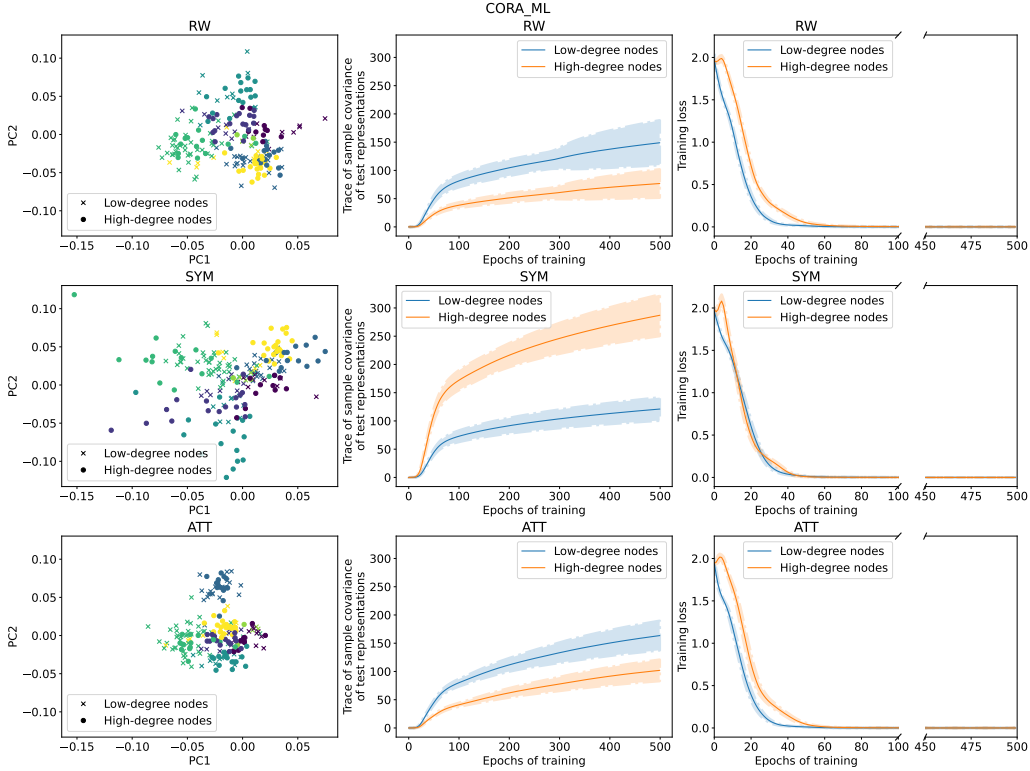 CORA_ML
RW
RW
RW
0.10
0.05
0.00
−0.05
−0.10
PC2
Low-degree nodes
High-degree nodes
−0.15
−0.10
−0.05
0.00
0.05
PC1
300
250
200
150
100
50
0
Trace of sample covariance
of test representations
Low-degree nodes
High-degree nodes
0
100
200
300
400
500
Epochs of training
2.0
1.5
1.0
0.5
0.0
Training loss
Low-degree nodes
High-degree nodes
0
20
40
60
80
100
450
475
500
Epochs of training
SYM
SYM
SYM
0.10
0.05
0.00
−0.05
−0.10
PC2
Low-degree nodes
High-degree nodes
−0.15
−0.10
−0.05
0.00
0.05
PC1
300
250
200
150
100
50
0
Trace of sample covariance
of test representations
Low-degree nodes
High-degree nodes
0
100
200
300
400
500
Epochs of training
2.0
1.5
1.0
0.5
0.0
Training loss
Low-degree nodes
High-degree nodes
0
20
40
60
80
100
450
475
500
Epochs of training
ATT
ATT
ATT
0.10
0.05
0.00
−0.05
−0.10
PC2
Low-degree nodes
High-degree nodes
−0.15
−0.10
−0.05
0.00
0.05
PC1
300
250
200
150
100
50
0
Trace of sample covariance
of test representations
Low-degree nodes
High-degree nodes
0
100
200
300
400
500
Epochs of training
2.0
1.5
1.0
0.5
0.0
Training loss
Low-degree nodes
High-degree nodes
0
20
40
60
80
100
450
475
500
Epochs of training